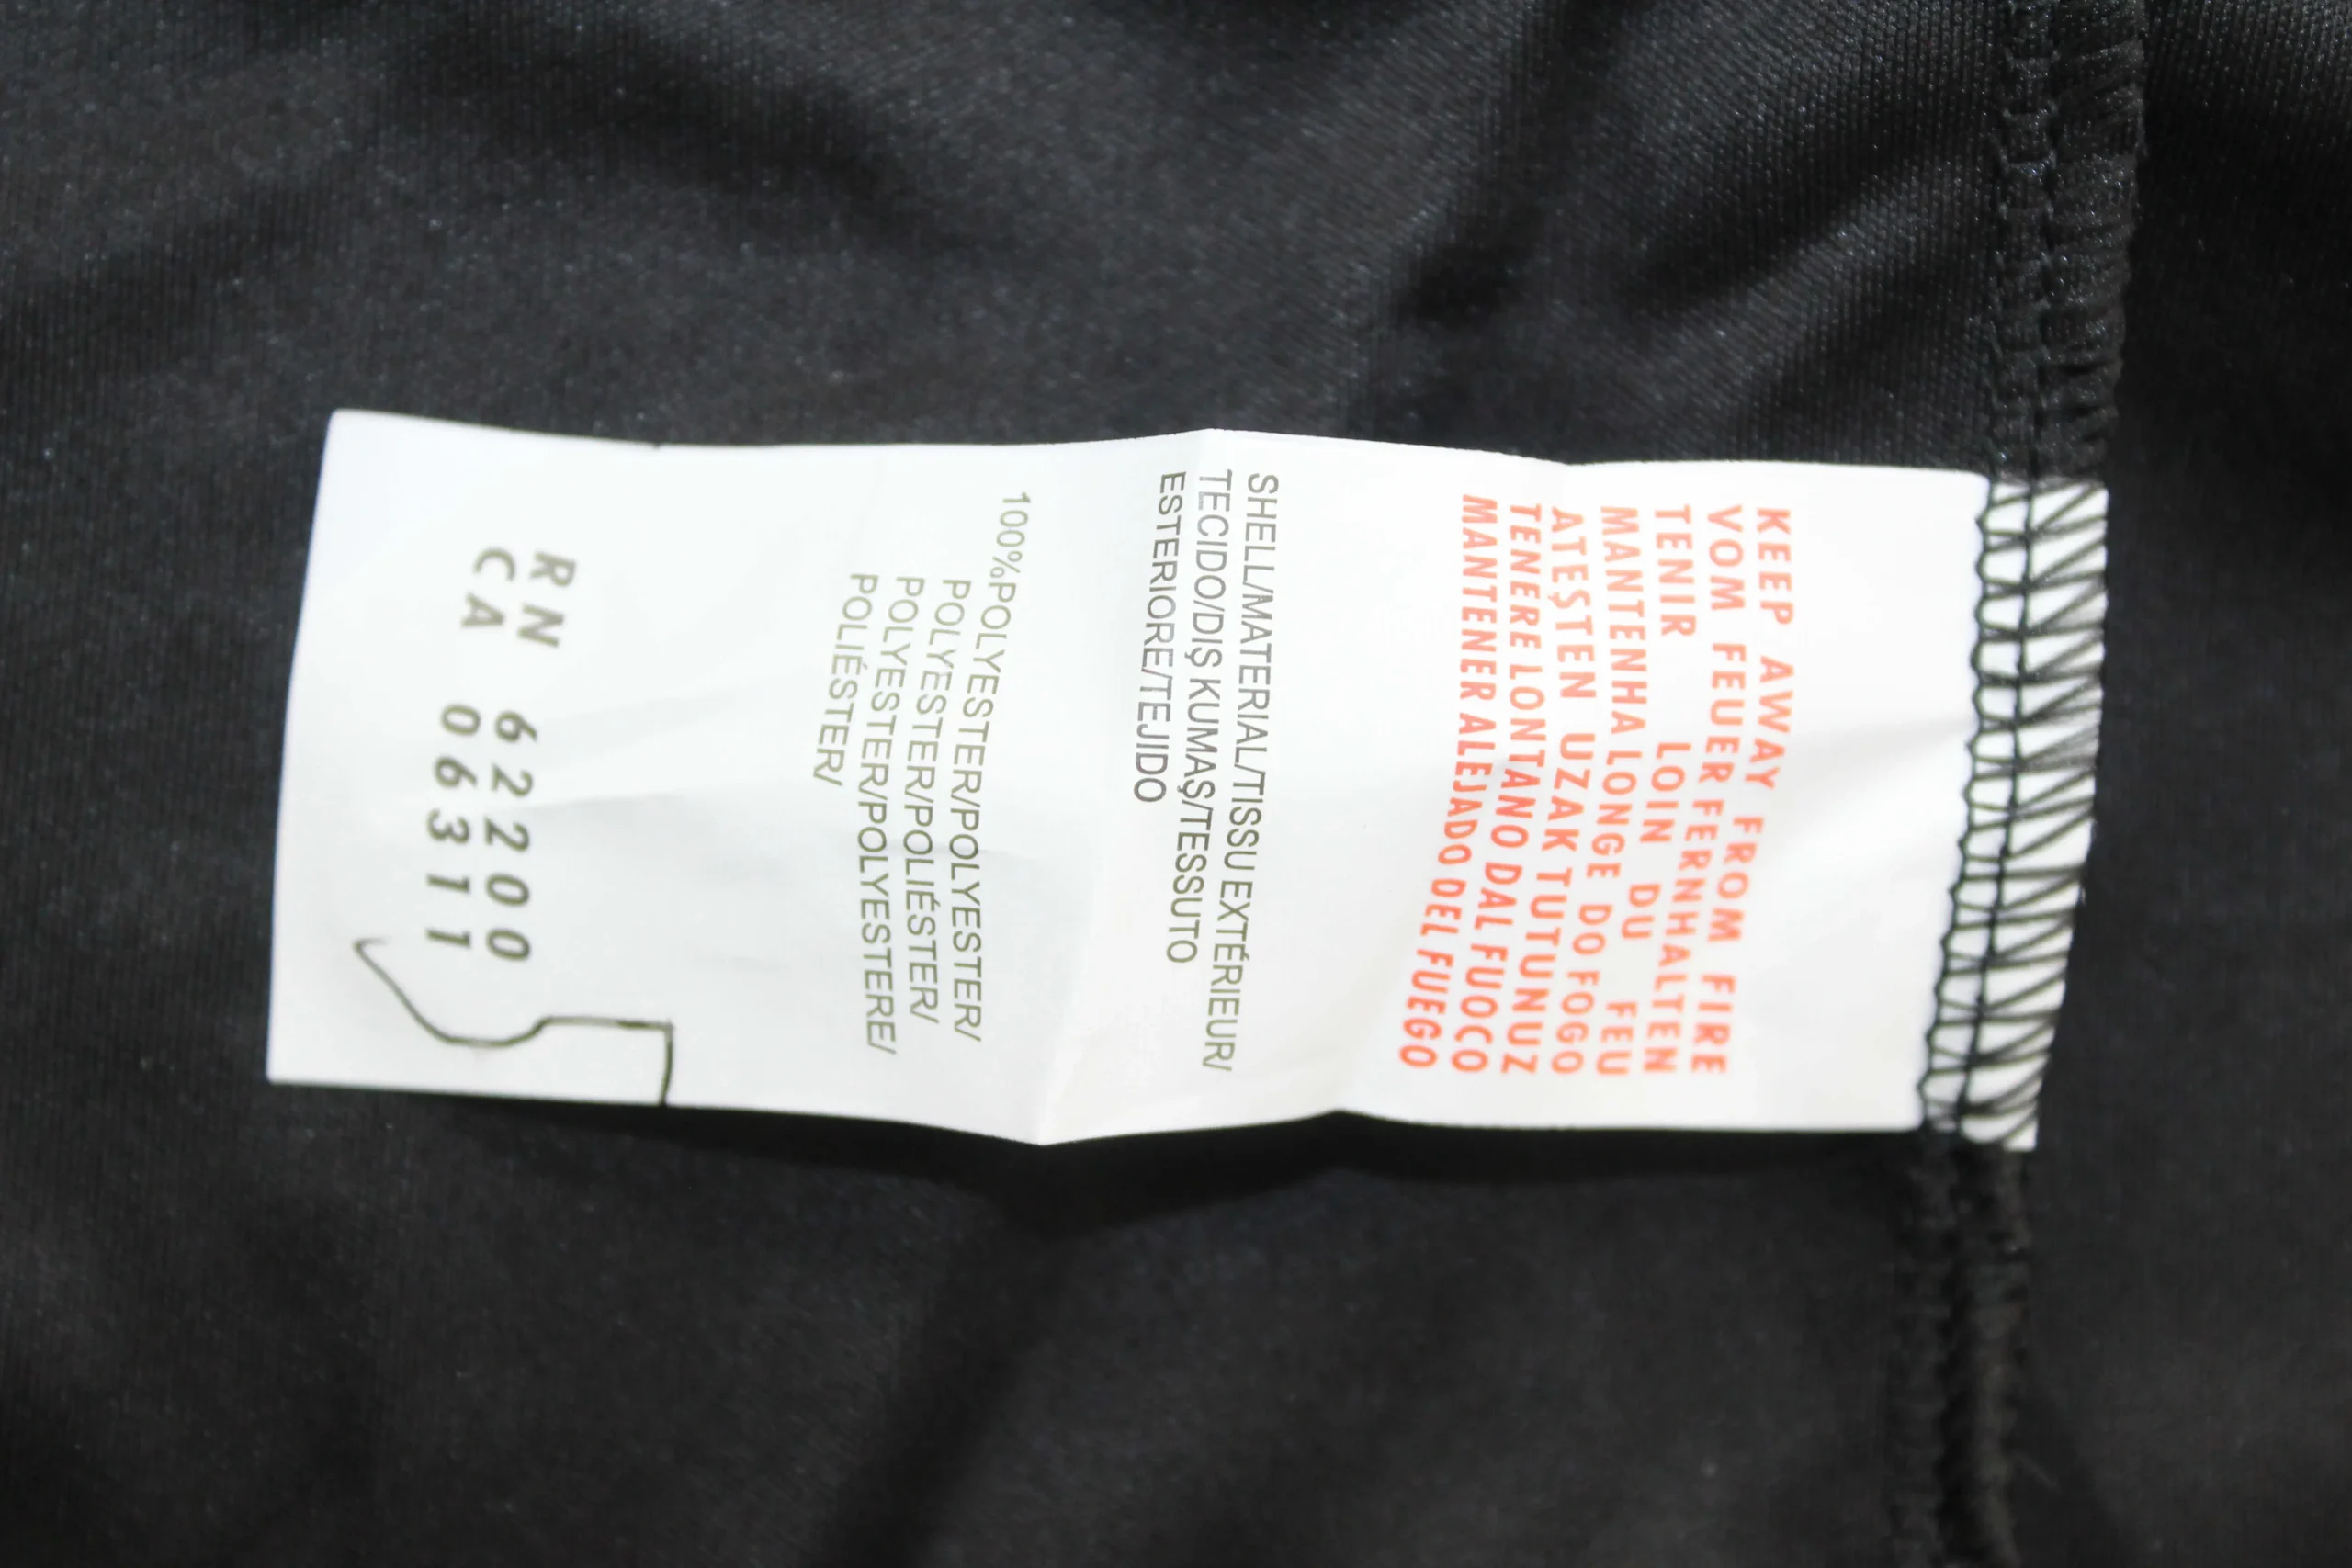 KEEP AWAY FROM FIRE
VOM FEUER FERNHALTEN
TENIR LOIN DU FEU
MANTENHA LONGE DO FOGO
ATEŞTEN UZAK TUTUNUZ
TENERE LONTANO DAL FUOCO
MANTENER ALEJADO DEL FUEGO
SHELL/MATERIAL/TISSU EXTÉRIEUR/
TECIDO/DIŞ KUMAŞ/TESSUTO
ESTERIORE/TEJIDO
100%POLYESTER/POLYESTER/
POLYESTER/POLIÉSTER/
POLYESTER/POLYESTERE/
POLIÉSTER/
RN 62200
CA 06311